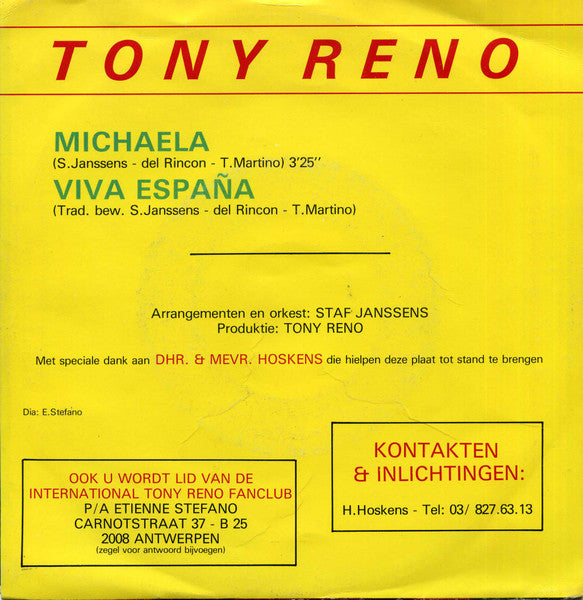 TONY RENO
MICHAELA
(S.Janssens - del Rincon - T.Martino) 3'25''
VIVA ESPAÑA
(Trad. bew. S.Janssens - del Rincon - T.Martino)
Arrangementen en orkest: STAF JANSSENS
Produktie: TONY RENO
Met speciale dank aan DHR. & MEVR. HOSKENS die hielpen deze plaat tot stand te brengen
Dia: E.Stefano
OOK U WORDT LID VAN DE
INTERNATIONAL TONY RENO FANCLUB
P/A ETIENNE STEFANO
CARNOTSTRAAT 37 - B 25
2008 ANTWERPEN
(zegel voor antwoord bijvoegen)
KONTAKTEN
& INLICHTINGEN:
H.Hoskens - Tel: 03/ 827.63.13